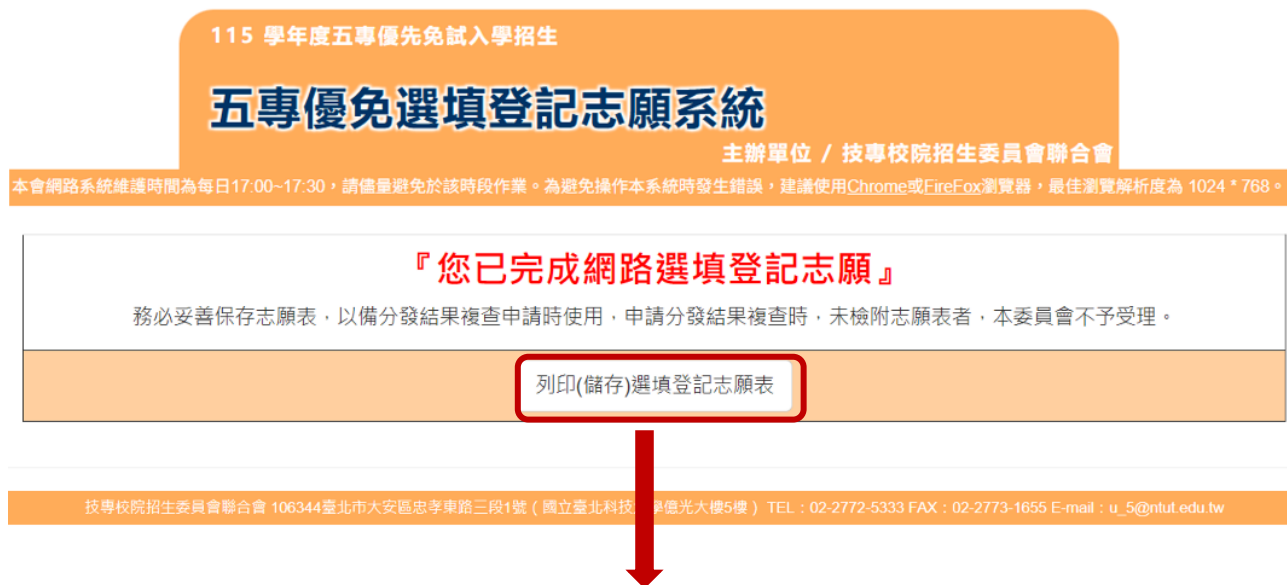 115 學年度五專優先免試入學招生
五專優免選填登記志願系統
主辦單位 / 技專校院招生委員會聯合會
本會網路系統維護時間為每日17:00~17:30，請儘量避免於該時段作業。為避免操作本系統時發生錯誤，建議使用Chrome或FireFox瀏覽器，最佳瀏覽解析度為 1024 * 768。
『您已完成網路選填登記志願』
務必妥善保存志願表，以備分發結果複查申請時使用，申請分發結果複查時，未檢附志願表者，本委員會不予受理。
列印(儲存)選填登記志願表
技專校院招生委員會聯合會 106344臺北市大安區忠孝東路三段1號 ( 國立臺北科技 學億光大樓5樓 ) TEL：02-2772-5333 FAX：02-2773-1655 E-mail：u_5@ntut.edu.tw